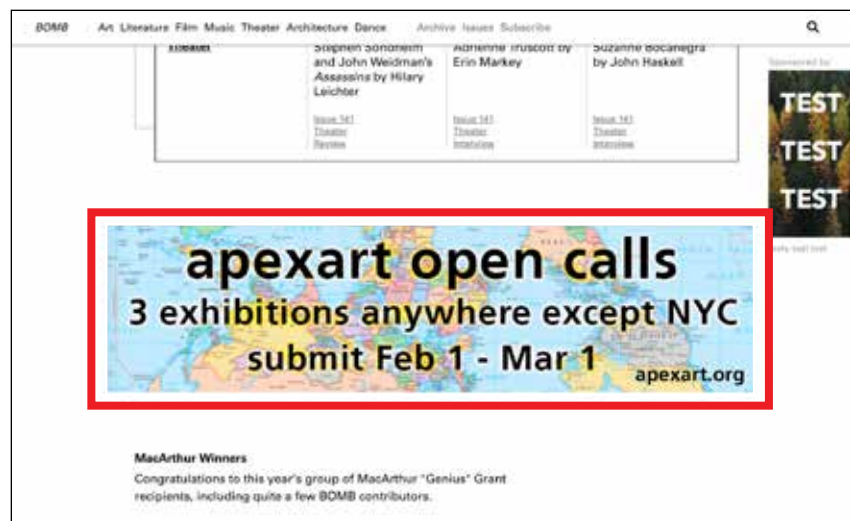 BOMB Art Literature Film Music Theater Architecture Dance Archive Issues Subscribe
Theater
Stephen Sondheim
and John Weidman's
Assassins by Hilary
Leichter
Issue 141
Theater
Review
Adrienne Truscott by
Erin Markey
Issue 141
Theater
Interview
Suzanne Bocanegra
by John Haskell
Issue 141
Theater
Interview
Sponsored by
TEST
TEST
TEST
apexart open calls
3 exhibitions anywhere except NYC
submit Feb 1 - Mar 1
apexart.org
MacArthur Winners
Congratulations to this year's group of MacArthur "Genius" Grant
recipients, including quite a few BOMB contributors.